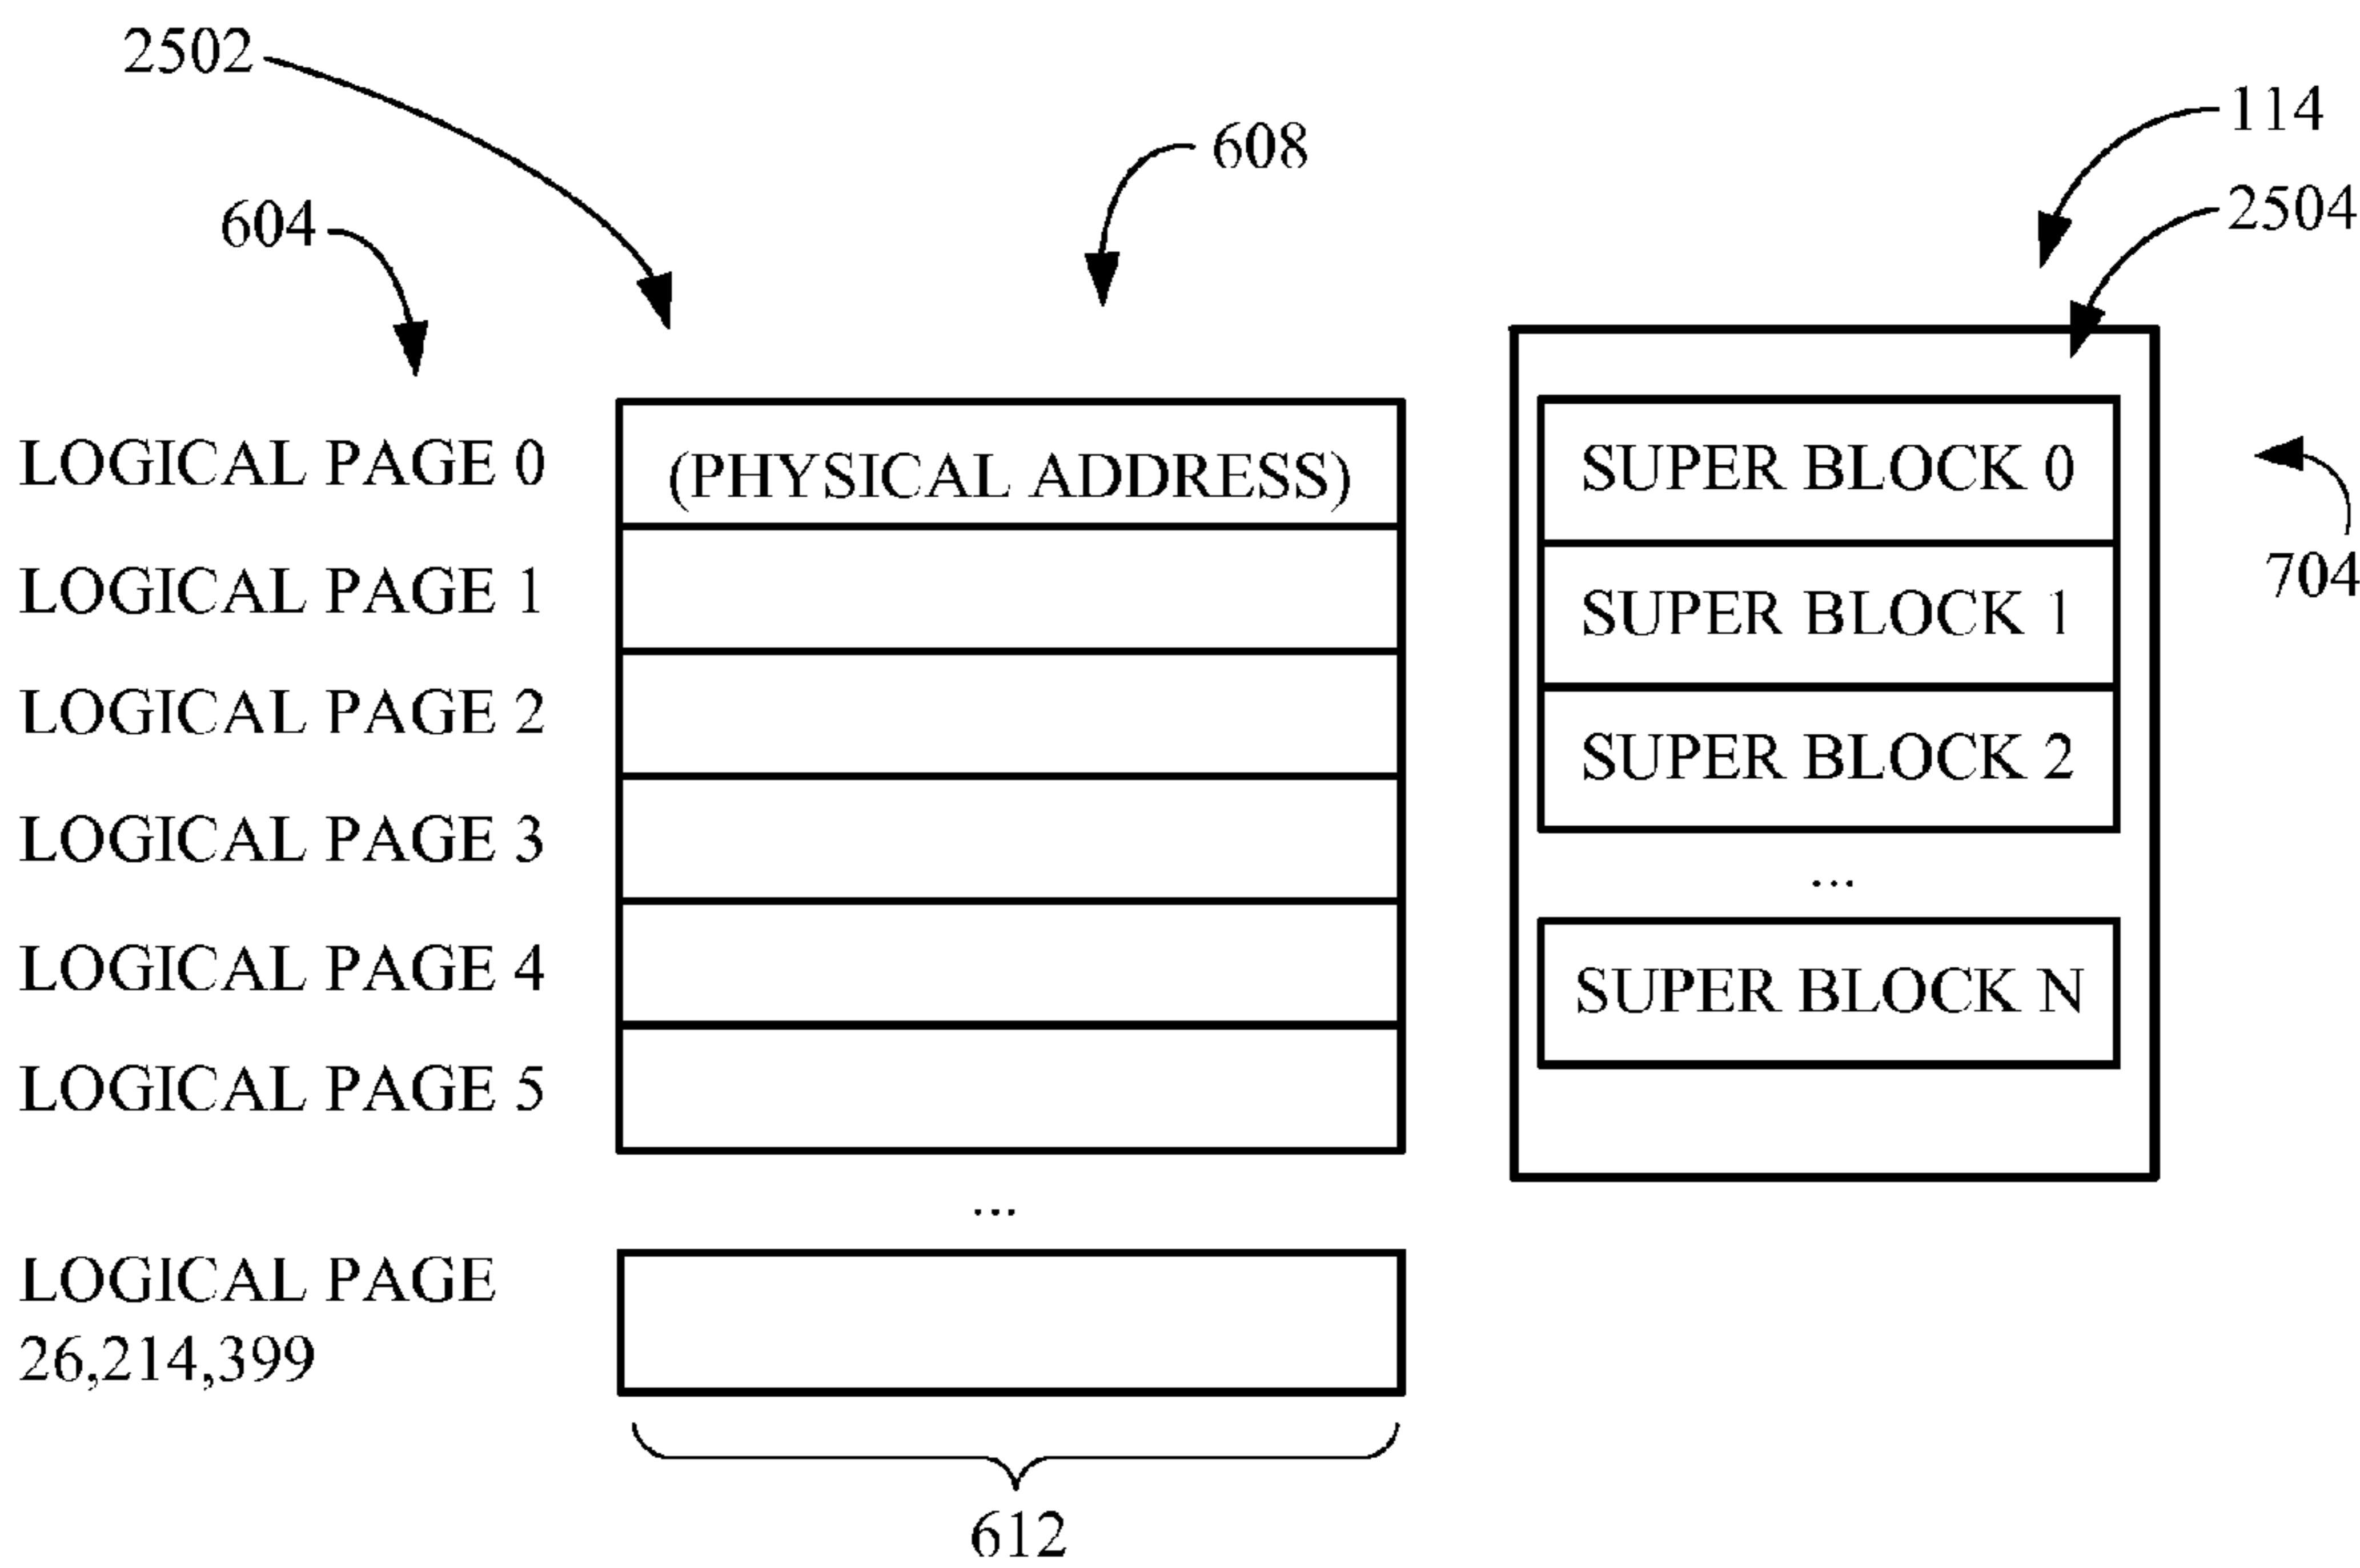 2502
114
608
2504
604
LOGICAL PAGE 0
(PHYSICAL ADDRESS)
SUPER BLOCK 0
704
LOGICAL PAGE 1
SUPER BLOCK 1
LOGICAL PAGE 2
SUPER BLOCK 2
LOGICAL PAGE 3
...
LOGICAL PAGE 4
SUPER BLOCK N
LOGICAL PAGE 5
...
LOGICAL PAGE
26,214,399
612